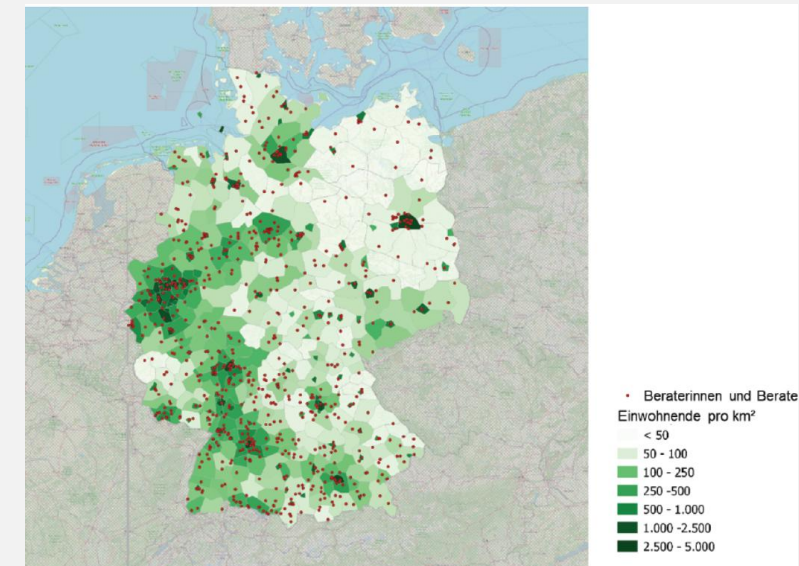 Beraterinnen und Berate
Einwohnende pro km²
< 50
50 - 100
100 - 250
250 -500
500 - 1.000
1.000 -2.500
2.500 - 5.000